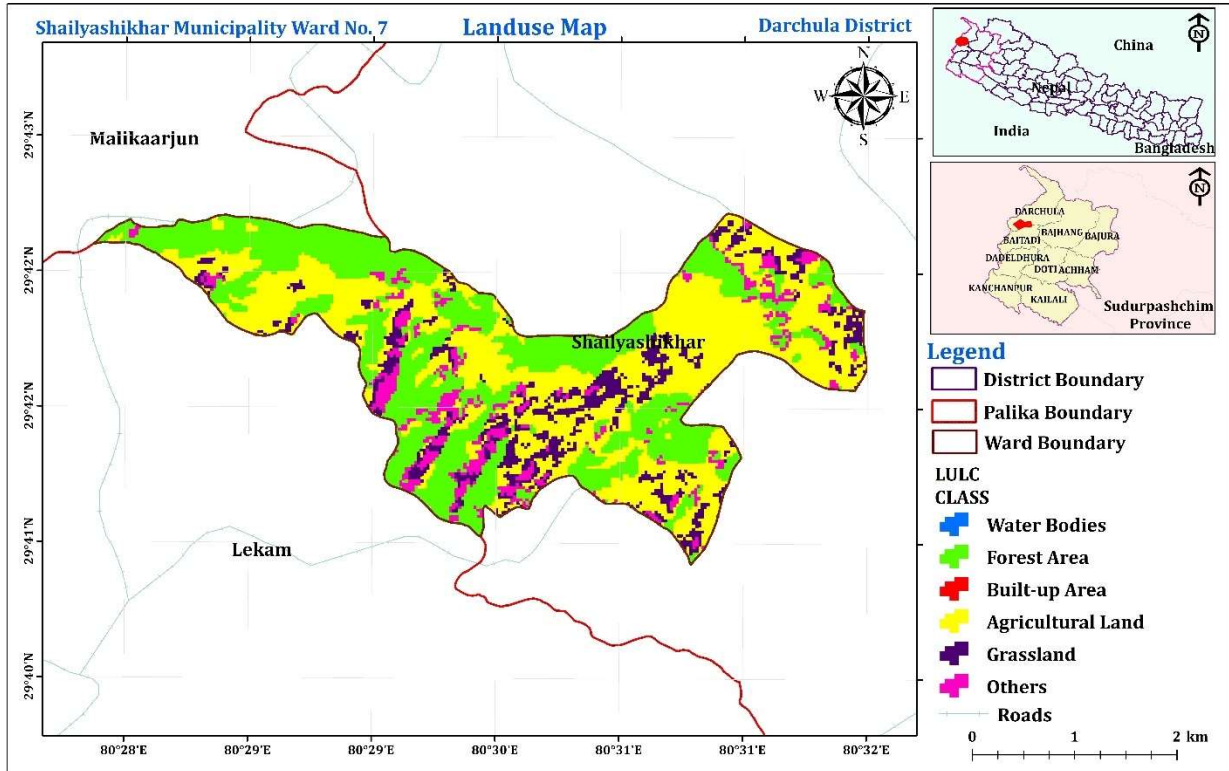 Shailyashikhar Municipality Ward No. 7
Landuse Map
Darchula District
N
W
E
S
29°43'N
29°42'N
29°42'N
29°41'N
29°40'N
Malikaarjun
Shailyashikhar
Lekam
80°28'E
80°29'E
80°29'E
80°30'E
80°31'E
80°31'E
80°32'E
N
China
Nepal
India
Bangladesh
N
DARCHULA
BAJHANG
BAJURA
BAITADI
DADELDHURA
DOTI
ACHHAM
KANCHANPUR
KAILALI
Sudurpashchim
Province
Legend
District Boundary
Palika Boundary
Ward Boundary
LULC
CLASS
Water Bodies
Forest Area
Built-up Area
Agricultural Land
Grassland
Others
Roads
0 1 2 km